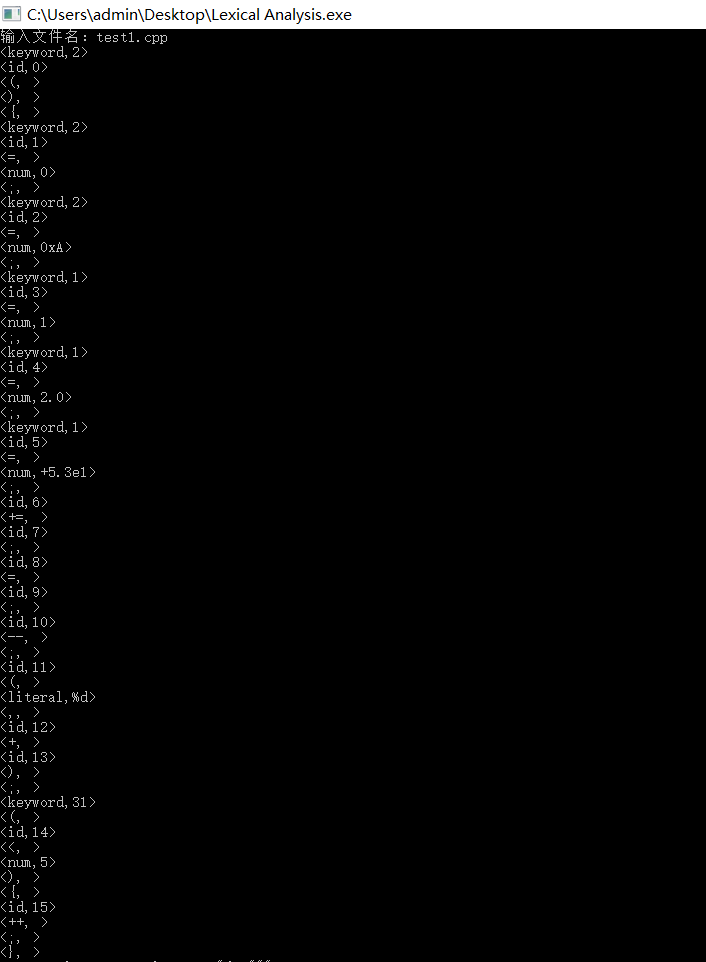 C:\Users\admin\Desktop\Lexical Analysis.exe
输入文件名：test1.cpp
<keyword,2>
<id,0>
<(, >
<), >
<{, >
<keyword,2>
<id,1>
<=, >
<num,0>
<;, >
<keyword,2>
<id,2>
<=, >
<num,0xA>
<;, >
<keyword,1>
<id,3>
<=, >
<num,1>
<;, >
<keyword,1>
<id,4>
<=, >
<num,2.0>
<;, >
<keyword,1>
<id,5>
<=, >
<num,+5.3e1>
<;, >
<id,6>
<+=, >
<id,7>
<;, >
<id,8>
<=, >
<id,9>
<;, >
<id,10>
<--, >
<;, >
<id,11>
<(, >
<literal,%d>
<,, >
<id,12>
<+, >
<id,13>
<), >
<;, >
<keyword,31>
<(, >
<id,14>
<<, >
<num,5>
<), >
<{, >
<id,15>
<++, >
<;, >
<}, >